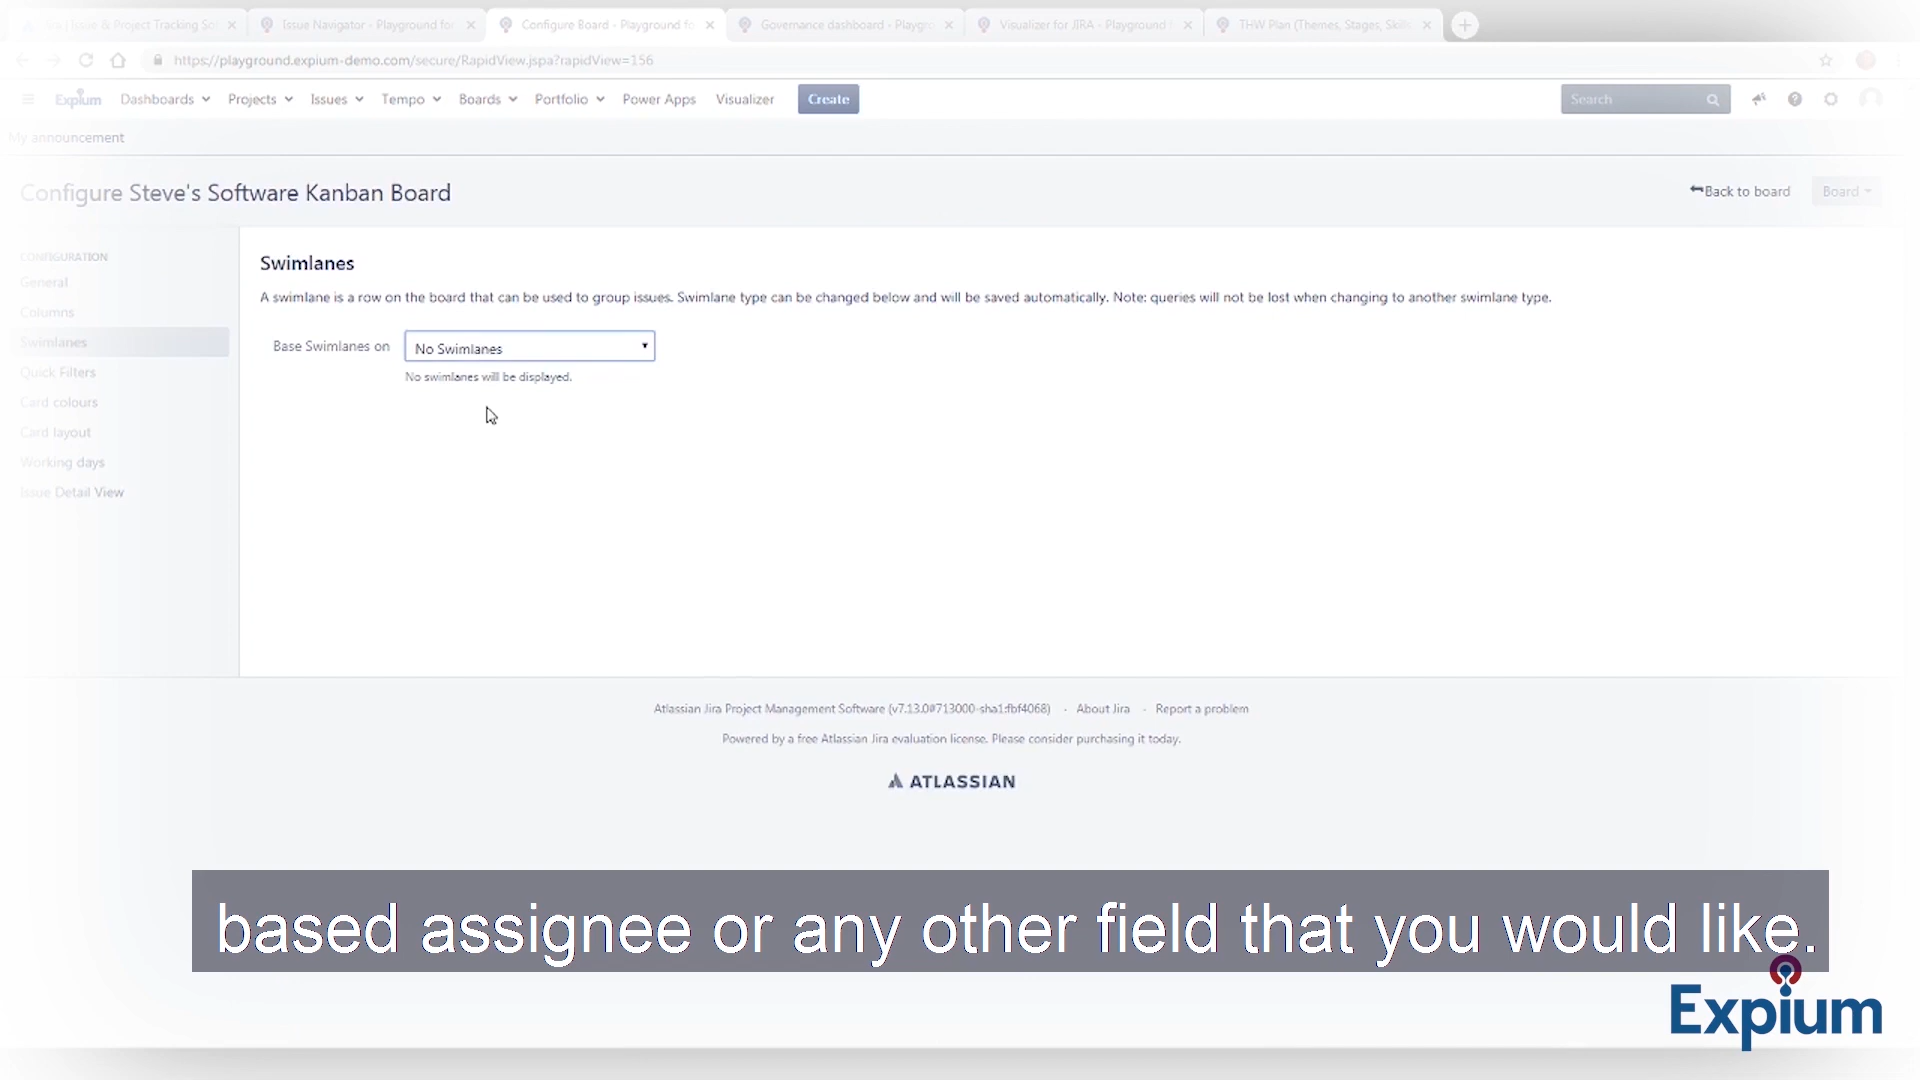 Jira | Issue & Project Tracking Sof
Issue Navigator - Playground for
Configure Board - Playground fo
Governance dashboard - Playgro
Visualizer for JIRA - Playground f
THW Plan (Themes, Stages, Skills
https://playground.expium-demo.com/secure/RapidView.jspa?rapidView=156
Expium Dashboards Projects Issues Tempo Boards Portfolio Power Apps Visualizer Create Search
My announcement
Configure Steve's Software Kanban Board
Back to board Board
CONFIGURATION
General
Columns
Swimlanes
Quick Filters
Card colours
Card layout
Working days
Issue Detail View
Swimlanes
A swimlane is a row on the board that can be used to group issues. Swimlane type can be changed below and will be saved automatically. Note: queries will not be lost when changing to another swimlane type.
Base Swimlanes on No Swimlanes
No swimlanes will be displayed.
Atlassian Jira Project Management Software (v7.13.0#713000-sha1:fbf4068) · About Jira · Report a problem
Powered by a free Atlassian Jira evaluation license. Please consider purchasing it today.
ATLASSIAN
based assignee or any other field that you would like.
Expium